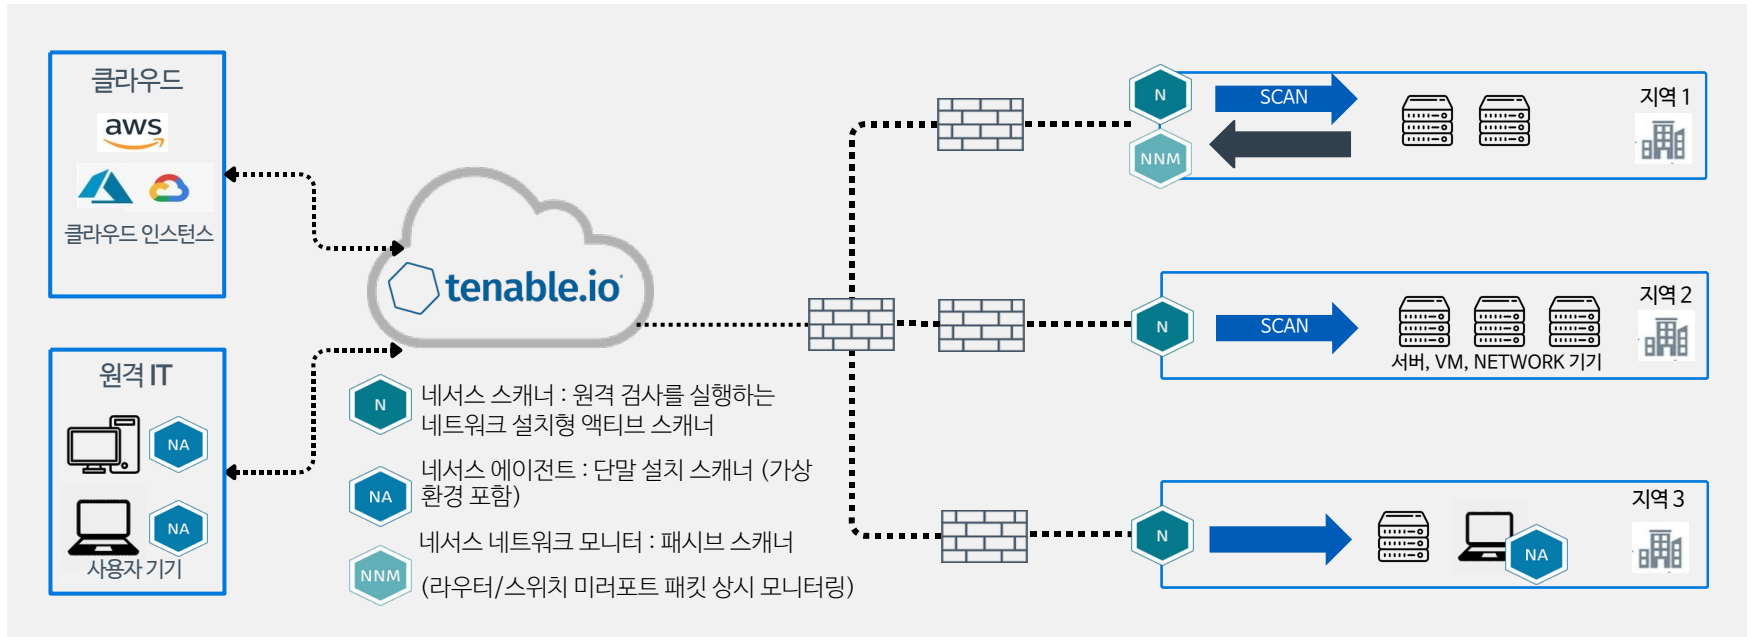 클라우드
aws
클라우드 인스턴스
원격 IT
NA
NA
사용자 기기
tenable.io
N
네서스 스캐너 : 원격 검사를 실행하는
네트워크 설치형 액티브 스캐너
NA
네서스 에이전트 : 단말 설치 스캐너 (가상
환경 포함)
NNM
네서스 네트워크 모니터 : 패시브 스캐너
(라우터/스위치 미러포트 패킷 상시 모니터링)
N
SCAN
지역 1
NNM
N
SCAN
지역 2
서버, VM, NETWORK 기기
N
NA
지역 3